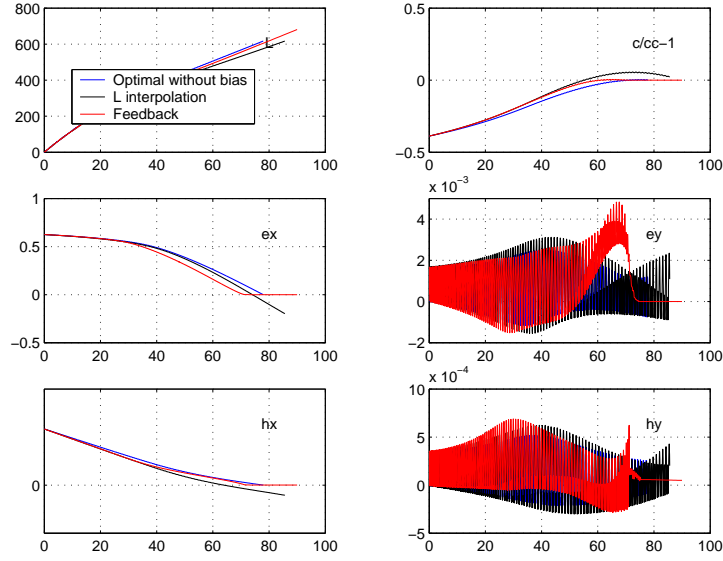 800
600
400
200
0
L
Optimal without bias
L interpolation
Feedback
0 20 40 60 80 100
0.5
0
−0.5
c/cc−1
0 20 40 60 80 100
1
0.5
0
−0.5
ex
0 20 40 60 80 100
x 10−3
4
2
0
−2
ey
0 20 40 60 80 100
0
hx
0 20 40 60 80 100
x 10−4
10
5
0
−5
hy
0 20 40 60 80 100